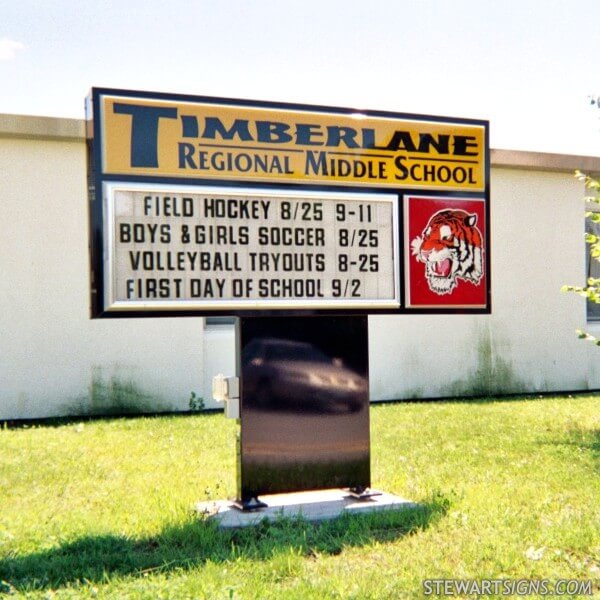 TIMBERLANE
REGIONAL MIDDLE SCHOOL
FIELD HOCKEY 8/25 9-11
BOYS & GIRLS SOCCER 8/25
VOLLEYBALL TRYOUTS 8-25
FIRST DAY OF SCHOOL 9/2
STEWARTSIGNS.COM